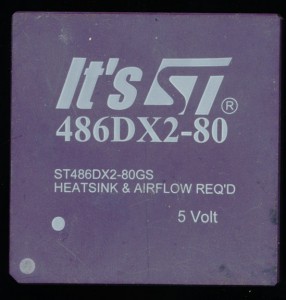 It's ST®
486DX2-80
ST486DX2-80GS
HEATSINK & AIRFLOW REQ'D
5 Volt